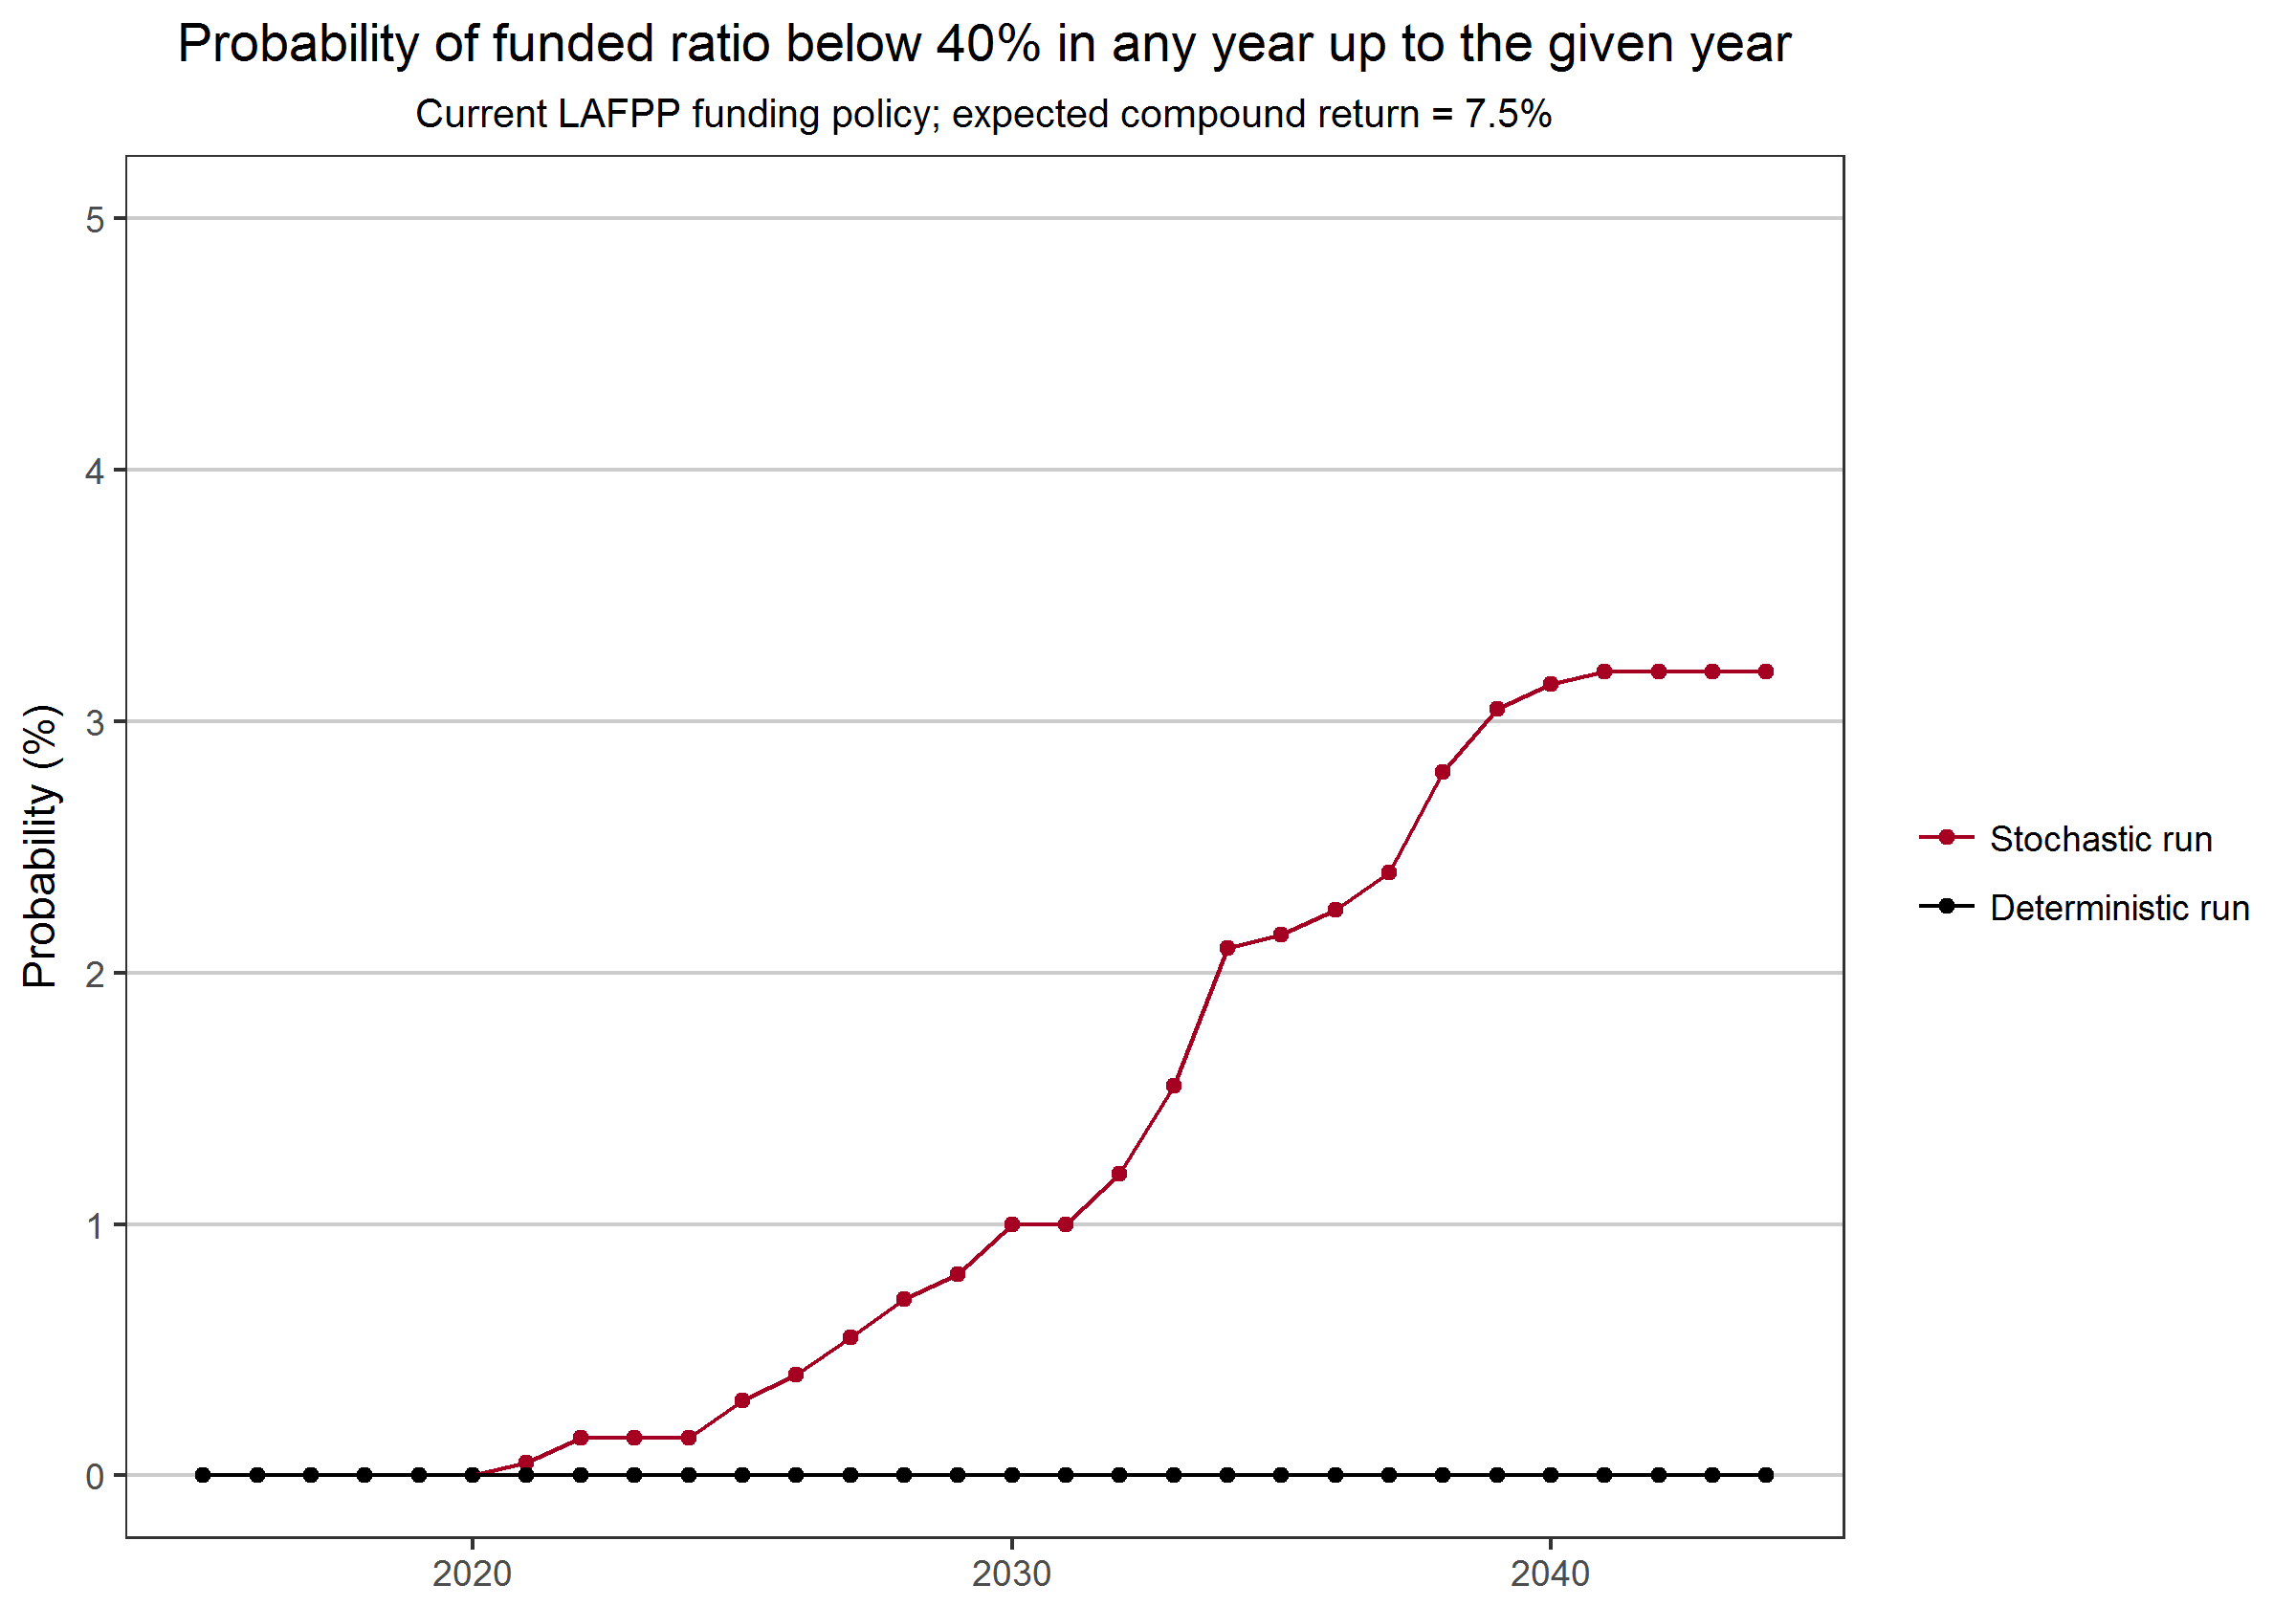 Probability of funded ratio below 40% in any year up to the given year
Current LAFPP funding policy; expected compound return = 7.5%
Probability (%)
5
4
3
2
1
0
2020
2030
2040
Stochastic run
Deterministic run